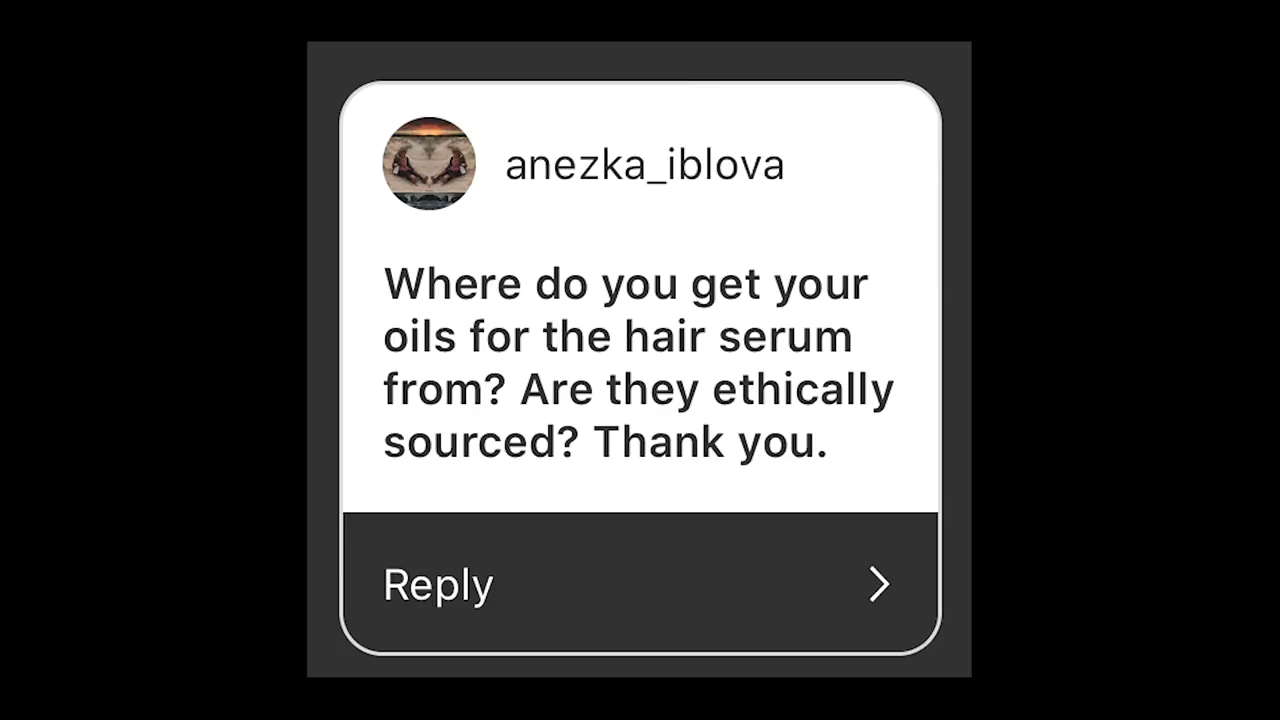 anezka_iblova
Where do you get your
oils for the hair serum
from? Are they ethically
sourced? Thank you.
Reply